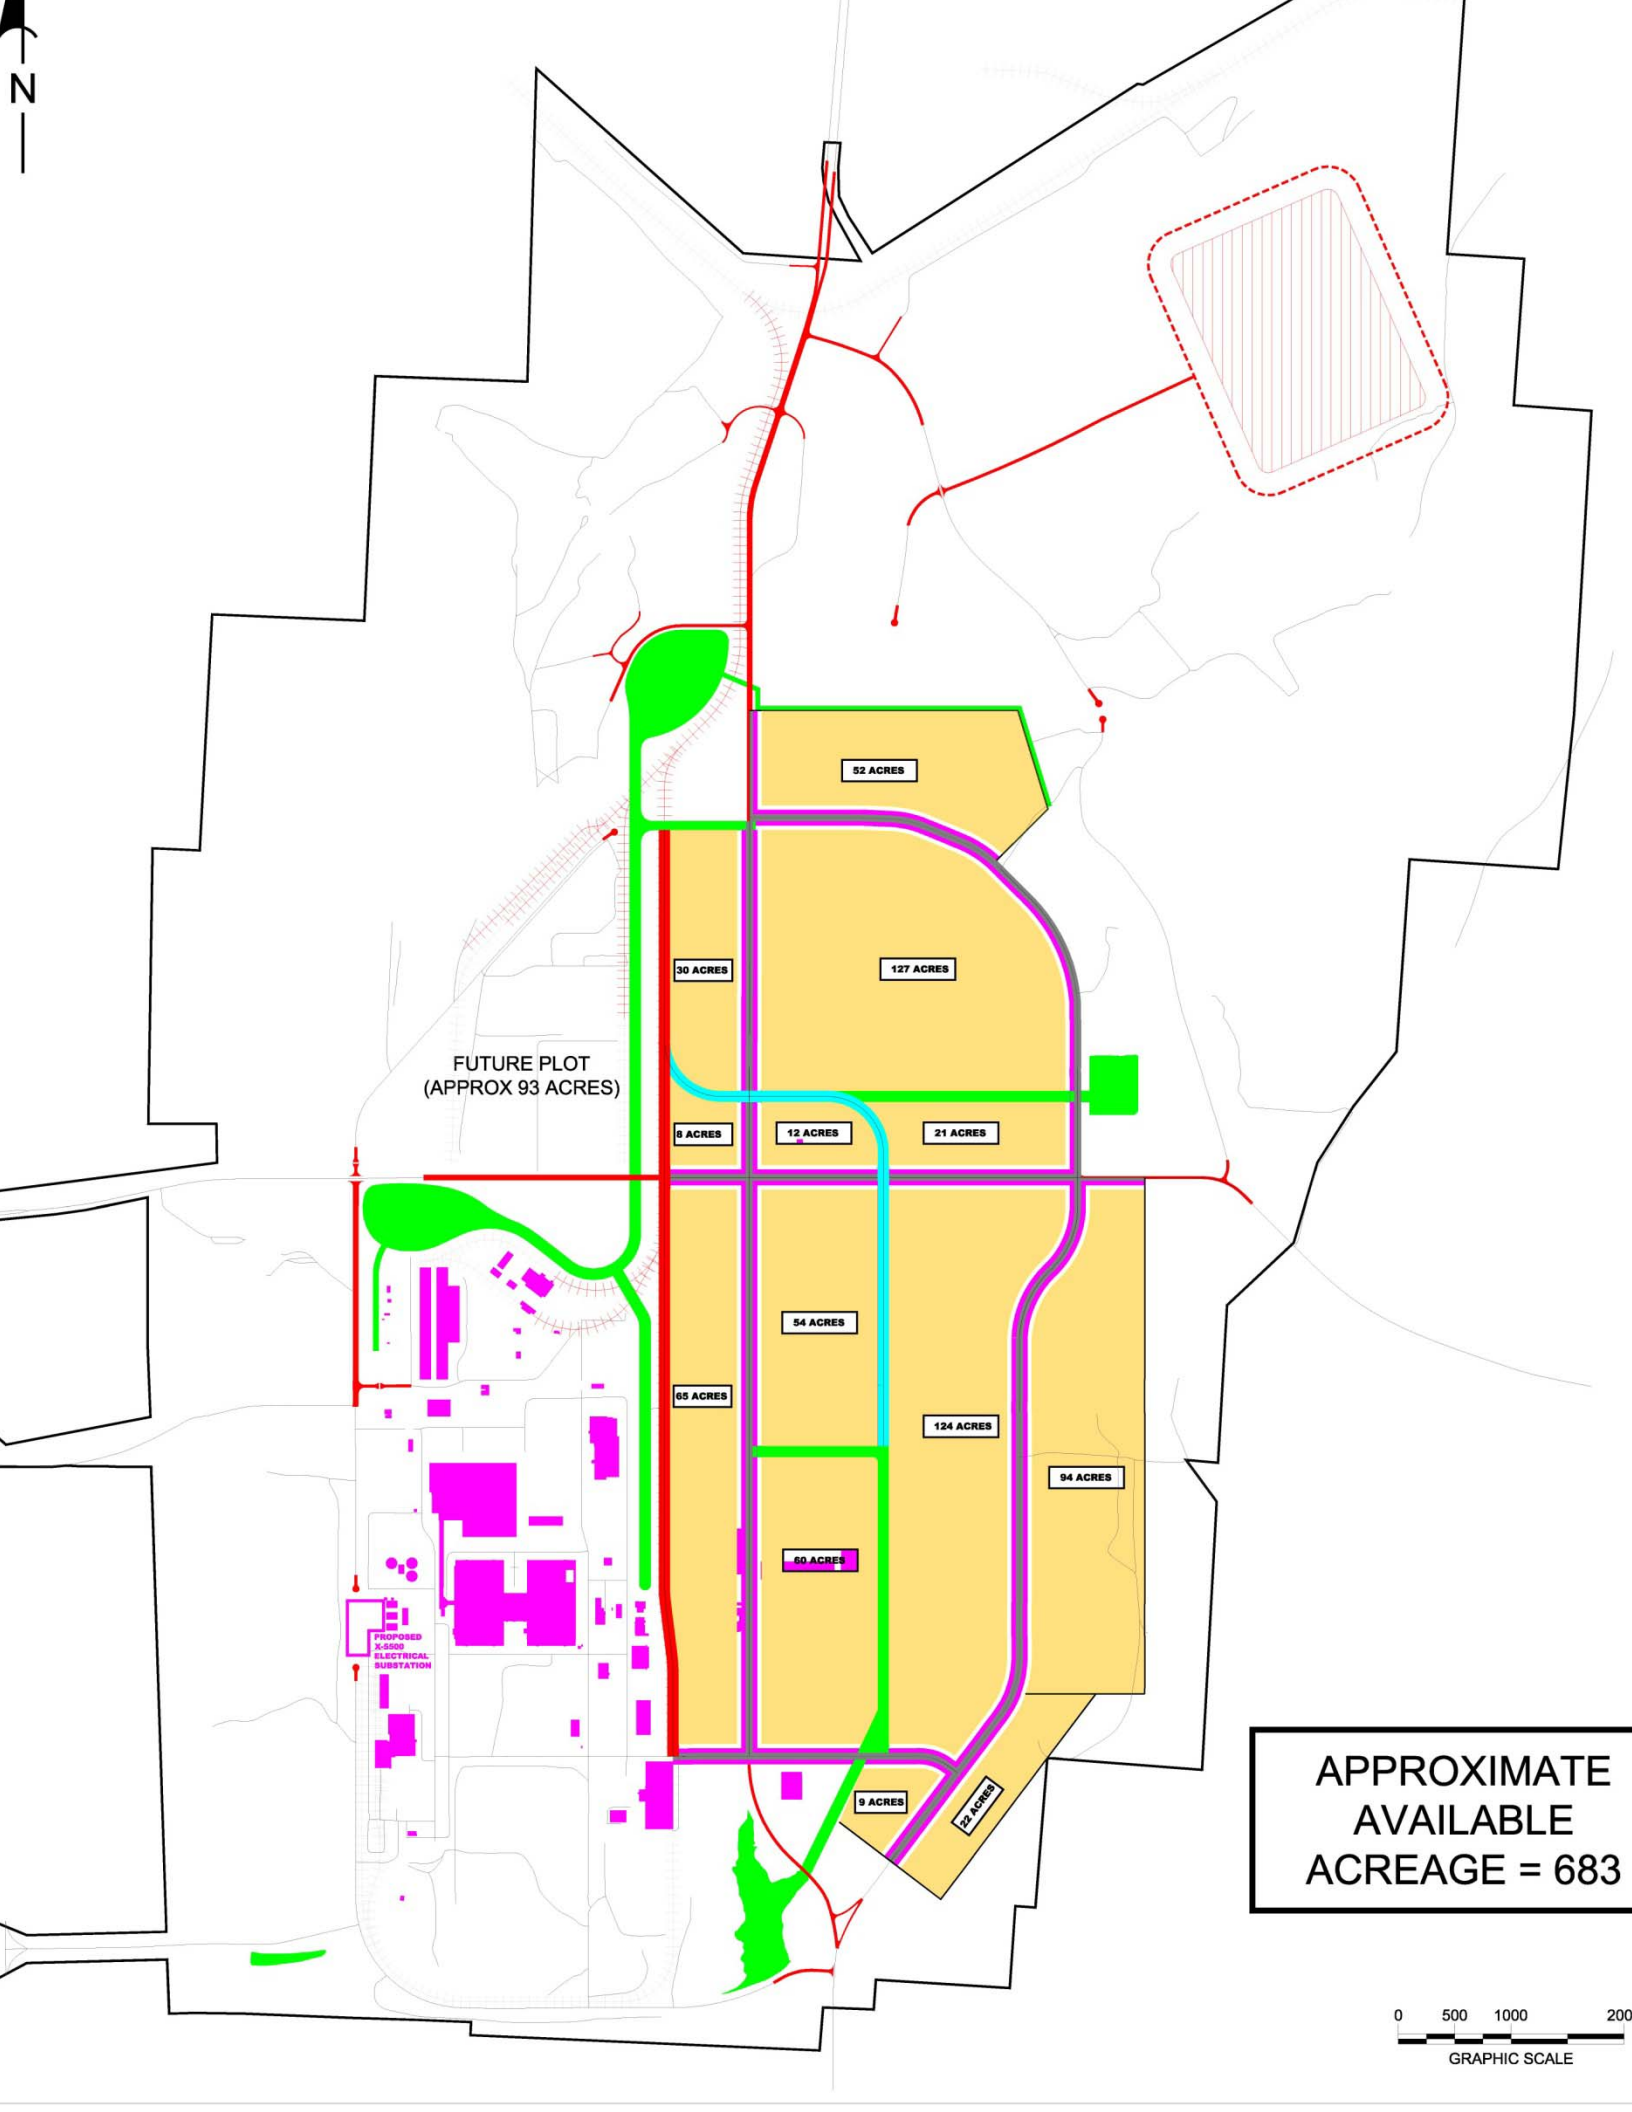 N
52 ACRES
30 ACRES
127 ACRES
FUTURE PLOT
(APPROX 93 ACRES)
8 ACRES
12 ACRES
21 ACRES
54 ACRES
65 ACRES
124 ACRES
94 ACRES
60 ACRES
PROPOSED
X-5500
ELECTRICAL
SUBSTATION
9 ACRES
22 ACRES
APPROXIMATE
AVAILABLE
ACREAGE = 683
0 500 1000 200
GRAPHIC SCALE